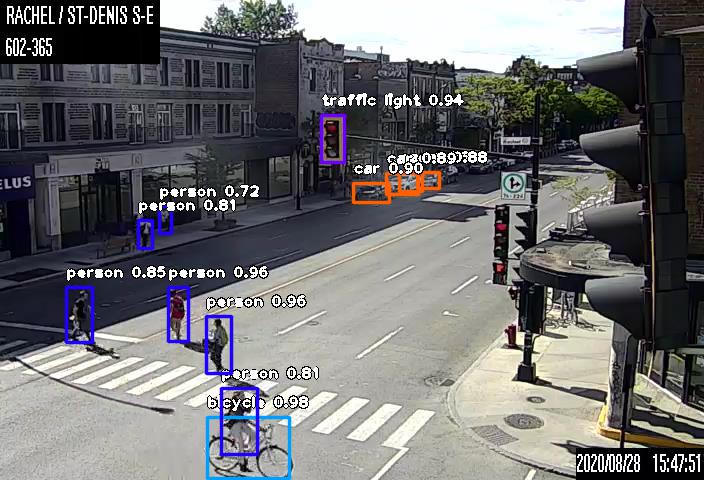 RACHEL / ST-DENIS S-E
602-365
traffic light 0.94
car 0.90
person 0.72
person 0.81
ELUS
person 0.85
person 0.96
person 0.96
person 0.81
bicycle 0.98
2020/08/28 15:47:51